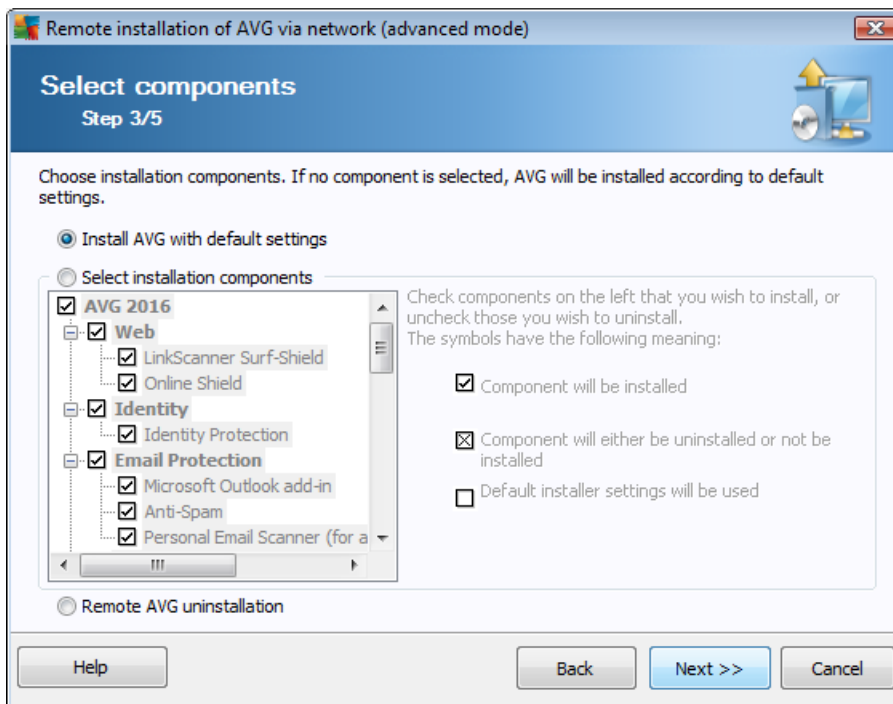 Remote installation of AVG via network (advanced mode)
Select components
Step 3/5
Choose installation components. If no component is selected, AVG will be installed according to default
settings.
Install AVG with default settings
Select installation components
AVG 2016
Web
LinkScanner Surf-Shield
Online Shield
Identity
Identity Protection
Email Protection
Microsoft Outlook add-in
Anti-Spam
Personal Email Scanner (for a
Check components on the left that you wish to install, or
uncheck those you wish to uninstall.
The symbols have the following meaning:
Component will be installed
Component will either be uninstalled or not be
installed
Default installer settings will be used
Remote AVG uninstallation
Help
Back
Next >>
Cancel